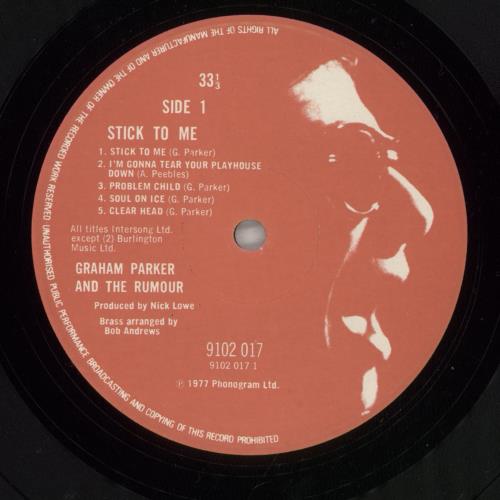 ALL RIGHTS OF THE MANUFACTURER AND OF THE OWNER OF THE RECORDED WORK RESERVED UNAUTHORISED PUBLIC PERFORMANCE BROADCASTING AND COPYING OF THIS RECORD PROHIBITED
33⅓
SIDE 1
STICK TO ME
1. STICK TO ME (G. Parker)
2. I'M GONNA TEAR YOUR PLAYHOUSE
DOWN (A. Peebles)
3. PROBLEM CHILD (G. Parker)
4. SOUL ON ICE (G. Parker)
5. CLEAR HEAD (G. Parker)
All titles Intersong Ltd.
except (2) Burlington
Music Ltd.
GRAHAM PARKER
AND THE RUMOUR
Produced by Nick Lowe
Brass arranged by
Bob Andrews
9102 017
9102 017 1
℗ 1977 Phonogram Ltd.